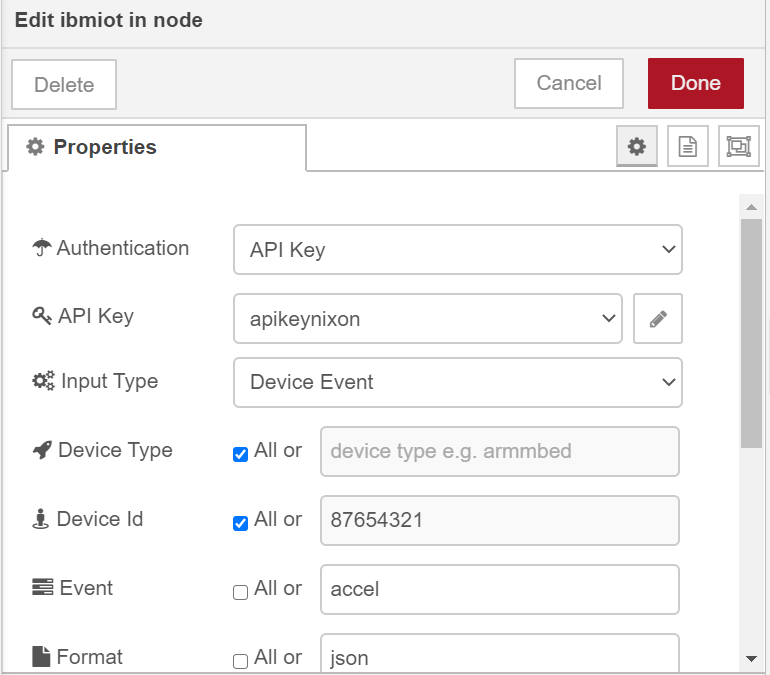 Edit ibmiot in node
Delete
Cancel
Done
Properties
Authentication
API Key
API Key
apikeynixon
Input Type
Device Event
Device Type
All or
device type e.g. armmbed
Device Id
All or
87654321
Event
All or
accel
Format
All or
json